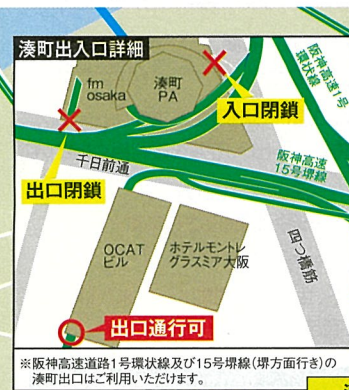 湊町出入口詳細
fm
osaka
湊町
PA
阪神高速1号
環状線
入口閉鎖
出口閉鎖
千日前通
阪神高速
15号堺線
OCAT
ビル
ホテルモントレ
グラスミア大阪
四つ橋筋
出口通行可
※阪神高速道路1号環状線及び15号堺線(堺方面行き)の
湊町出口はご利用いただけます。